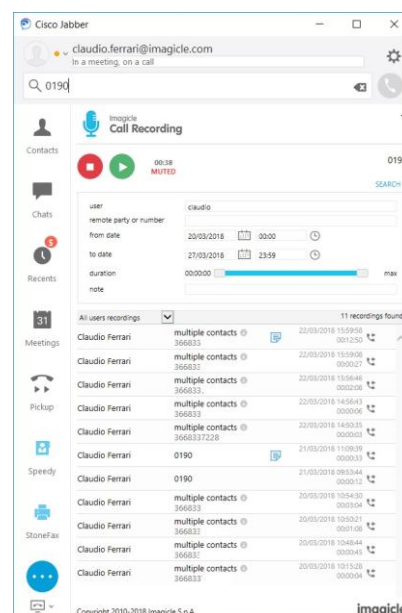 Cisco Jabber
claudio.ferrari@imagicle.com
In a meeting, on a call
0190
Contacts
Chats
5
Recents
31
Meetings
Pickup
Speedy
StoneFax
Imagicle
Call Recording
00:38
MUTED
019
SEARCH
user claudio
remote party or number
from date 20/03/2018 00:00
to date 27/03/2018 23:59
duration 00:00:00 max
note
All users recordings 11 recordings found
Claudio Ferrari multiple contacts 22/03/2018 15:59:58
366833 00:12:50
Claudio Ferrari multiple contacts 22/03/2018 15:59:08
366833 00:00:27
Claudio Ferrari multiple contacts 22/03/2018 15:56:46
366833. 00:02:08
Claudio Ferrari multiple contacts 22/03/2018 14:56:43
366833 00:00:06
Claudio Ferrari multiple contacts 22/03/2018 14:50:35
3668337228 00:00:03
Claudio Ferrari 0190 21/03/2018 11:09:39
00:00:33
Claudio Ferrari 0190 21/03/2018 09:53:44
00:00:12
Claudio Ferrari multiple contacts 20/03/2018 10:54:30
366833 00:03:04
Claudio Ferrari multiple contacts 20/03/2018 10:50:21
366833 00:01:08
Claudio Ferrari multiple contacts 20/03/2018 10:48:44
36683 00:00:45
Claudio Ferrari multiple contacts 20/03/2018 10:15:28
366833 00:00:04
Copyright 2010-2018 Imagicle S.p.A. imagicle